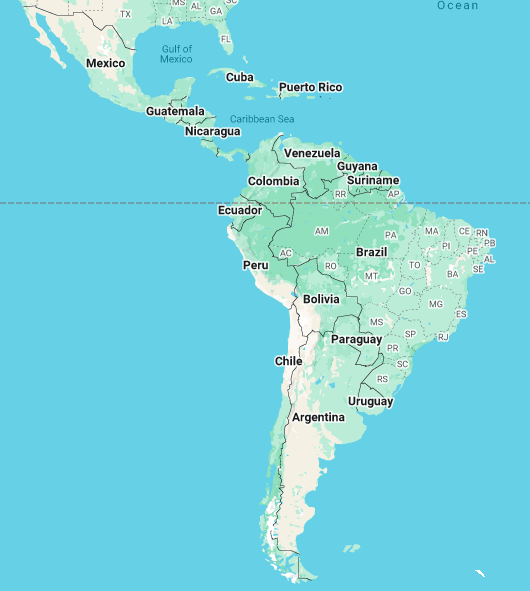 Ocean
MS
AL
SC
TX
GA
LA
FL
Gulf of
Mexico
Mexico
Cuba
Puerto Rico
Guatemala
Caribbean Sea
Nicaragua
Venezuela
Guyana
Colombia
Suriname
RR
AP
Ecuador
AM
PA
MA
CE
RN
PB
PI
PE
AL
AC
Peru
RO
Brazil
TO
SE
MT
BA
GO
Bolivia
MG
ES
MS
SP
RJ
Paraguay
PR
Chile
SC
RS
Uruguay
Argentina